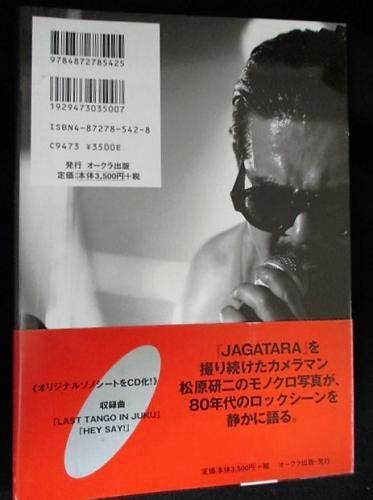 9784872785425
1929473035007
ISBN4-87278-542-8
C9473 ¥3500E
発行 オークラ出版
定価:本体3,500円+税
『JAGATARA』を
撮り続けたカメラマン
松原研二のモノクロ写真が、
80年代のロックシーンを
静かに語る。
《オリジナルソノシートをCD化!》
収録曲
「LAST TANGO IN JUKU」
「HEY SAY!」
定価:本体3,500円+税 オークラ出版・発行